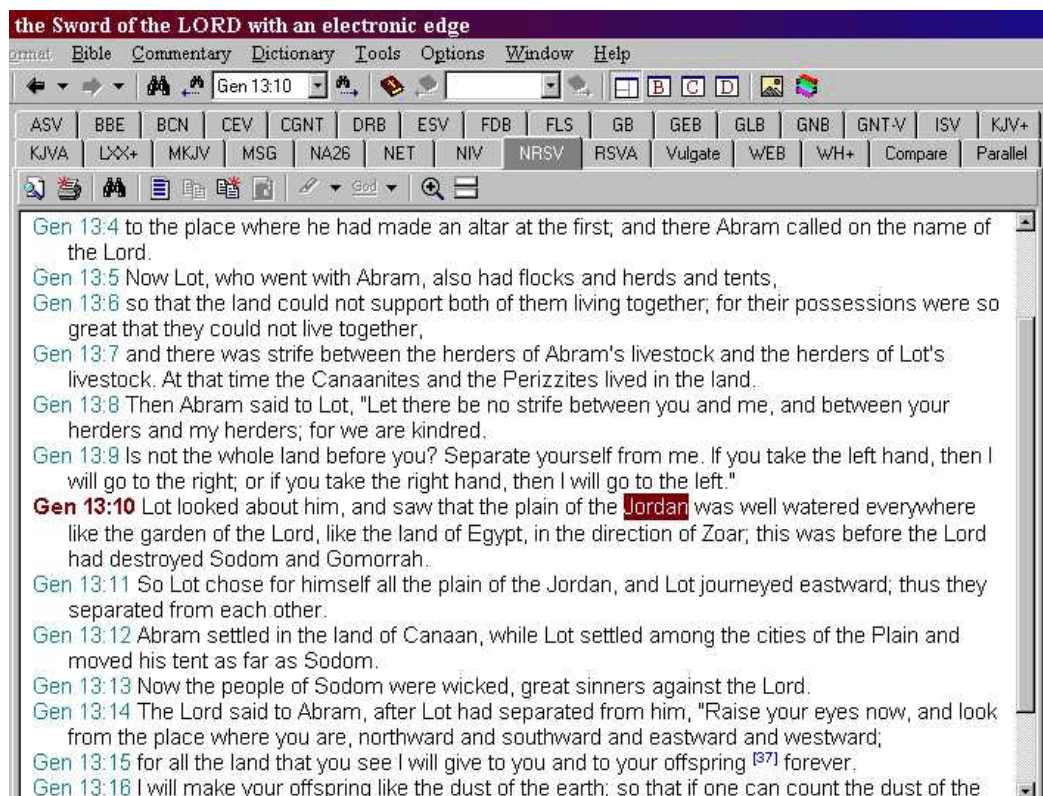 the Sword of the LORD with an electronic edge
ormat Bible Commentary Dictionary Tools Options Window Help
Gen 13:10 B C D
ASV BBE BCN CEV CGNT DRB ESV FDB FLS GB GEB GLB GNB GNT-V ISV KJV+
KJVA LXX+ MKJV MSG NA26 NET NIV NRSV RSVA Vulgate WEB WH+ Compare Parallel
God
Gen 13:4 to the place where he had made an altar at the first; and there Abram called on the name of
the Lord.
Gen 13:5 Now Lot, who went with Abram, also had flocks and herds and tents,
Gen 13:6 so that the land could not support both of them living together; for their possessions were so
great that they could not live together,
Gen 13:7 and there was strife between the herders of Abram's livestock and the herders of Lot's
livestock. At that time the Canaanites and the Perizzites lived in the land.
Gen 13:8 Then Abram said to Lot, "Let there be no strife between you and me, and between your
herders and my herders; for we are kindred.
Gen 13:9 Is not the whole land before you? Separate yourself from me. If you take the left hand, then I
will go to the right; or if you take the right hand, then I will go to the left."
Gen 13:10 Lot looked about him, and saw that the plain of the Jordan was well watered everywhere
like the garden of the Lord, like the land of Egypt, in the direction of Zoar; this was before the Lord
had destroyed Sodom and Gomorrah.
Gen 13:11 So Lot chose for himself all the plain of the Jordan, and Lot journeyed eastward; thus they
separated from each other.
Gen 13:12 Abram settled in the land of Canaan, while Lot settled among the cities of the Plain and
moved his tent as far as Sodom.
Gen 13:13 Now the people of Sodom were wicked, great sinners against the Lord.
Gen 13:14 The Lord said to Abram, after Lot had separated from him, "Raise your eyes now, and look
from the place where you are, northward and southward and eastward and westward;
Gen 13:15 for all the land that you see I will give to you and to your offspring [37] forever.
Gen 13:16 I will make your offspring like the dust of the earth; so that if one can count the dust of the